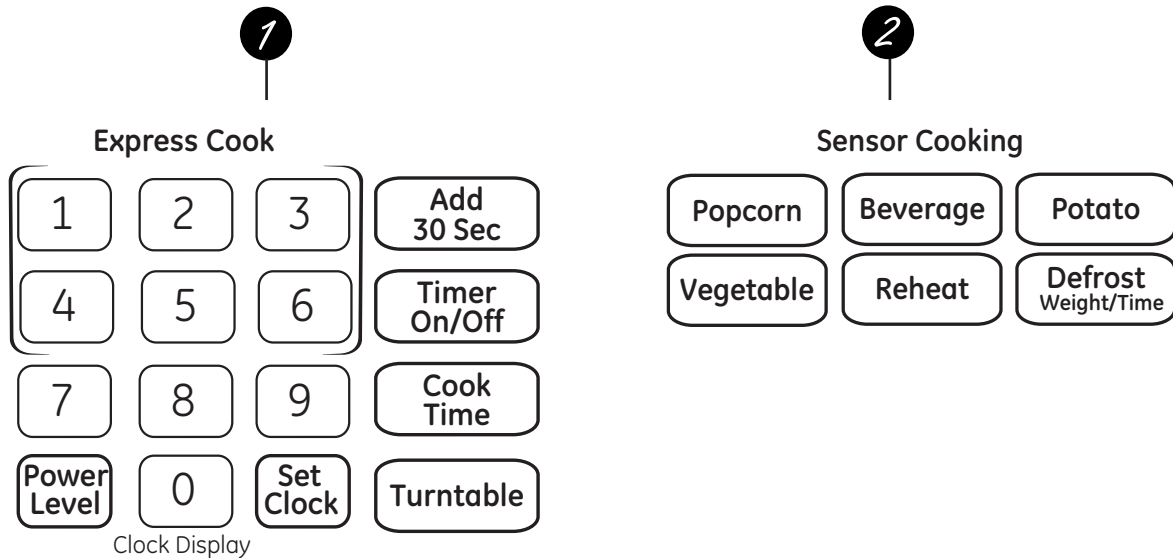 1
2
Express Cook
1 2 3
Add
30 Sec
4 5 6
Timer
On/Off
7 8 9
Cook
Time
Power
Level
0
Set
Clock
Turntable
Clock Display
Sensor Cooking
Popcorn
Beverage
Potato
Vegetable
Reheat
Defrost
Weight/Time